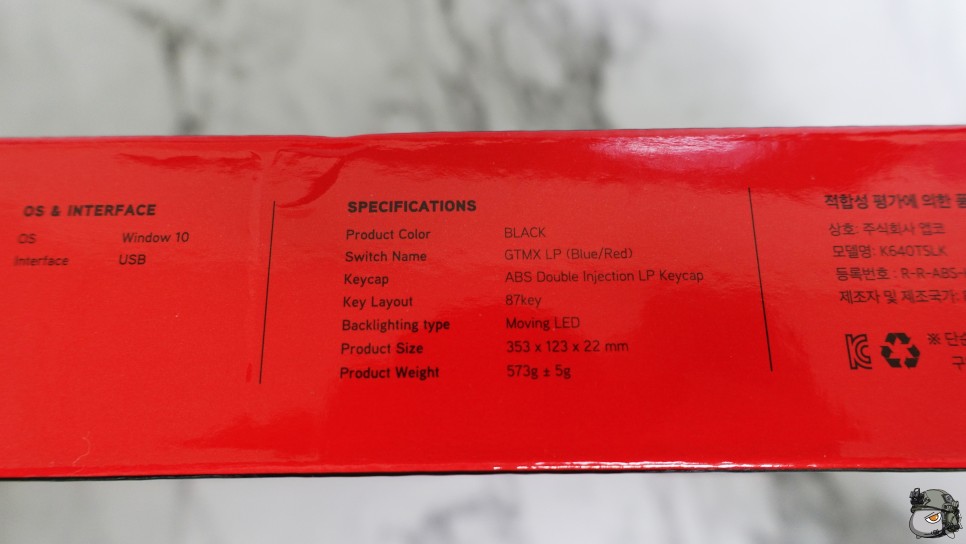 OS & INTERFACE
OS Window 10
Interface USB
SPECIFICATIONS
Product Color BLACK
Switch Name GTMX LP (Blue/Red)
Keycap ABS Double Injection LP Keycap
Key Layout 87key
Backlighting type Moving LED
Product Size 353 x 123 x 22 mm
Product Weight 573g ± 5g
적합성 평가에 의한
상호: 주식회사 앱코
모델명: K640TSLK
등록번호 : R-R-ABS-
제조자 및 제조국가:
※ 단순
구